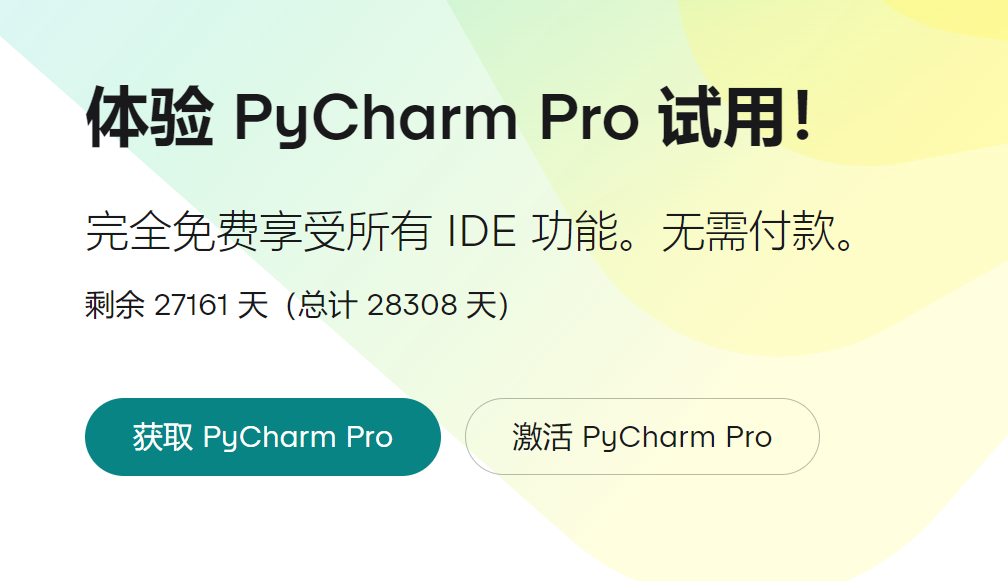 体验 PyCharm Pro 试用！
完全免费享受所有 IDE 功能。无需付款。
剩余 27161 天（总计 28308 天）
获取 PyCharm Pro
激活 PyCharm Pro